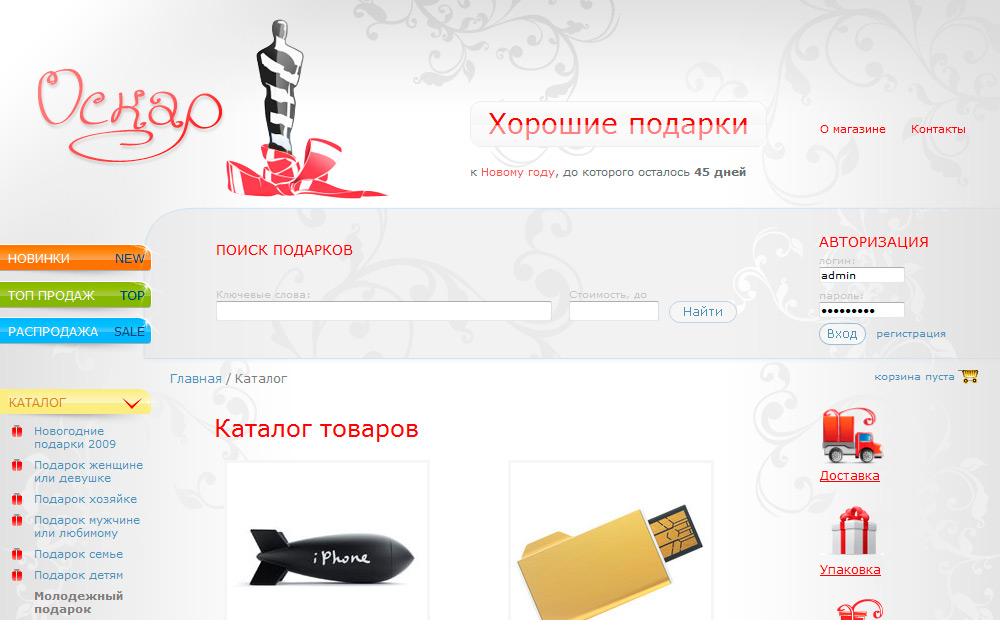 Оскар
Хорошие подарки
О магазине Контакты
к Новому году, до которого осталось 45 дней
НОВИНКИ NEW
ТОП ПРОДАЖ TOP
РАСПРОДАЖА SALE
ПОИСК ПОДАРКОВ
Ключевые слова:
Стоимость, до
Найти
АВТОРИЗАЦИЯ
логин:
admin
пароль:
•••••••••
Вход регистрация
Главная / Каталог
корзина пуста
КАТАЛОГ
Новогодние
подарки 2009
Подарок женщине
или девушке
Подарок хозяйке
Подарок мужчине
или любимому
Подарок семье
Подарок детям
Молодежный
подарок
Каталог товаров
iPhone
Доставка
Упаковка